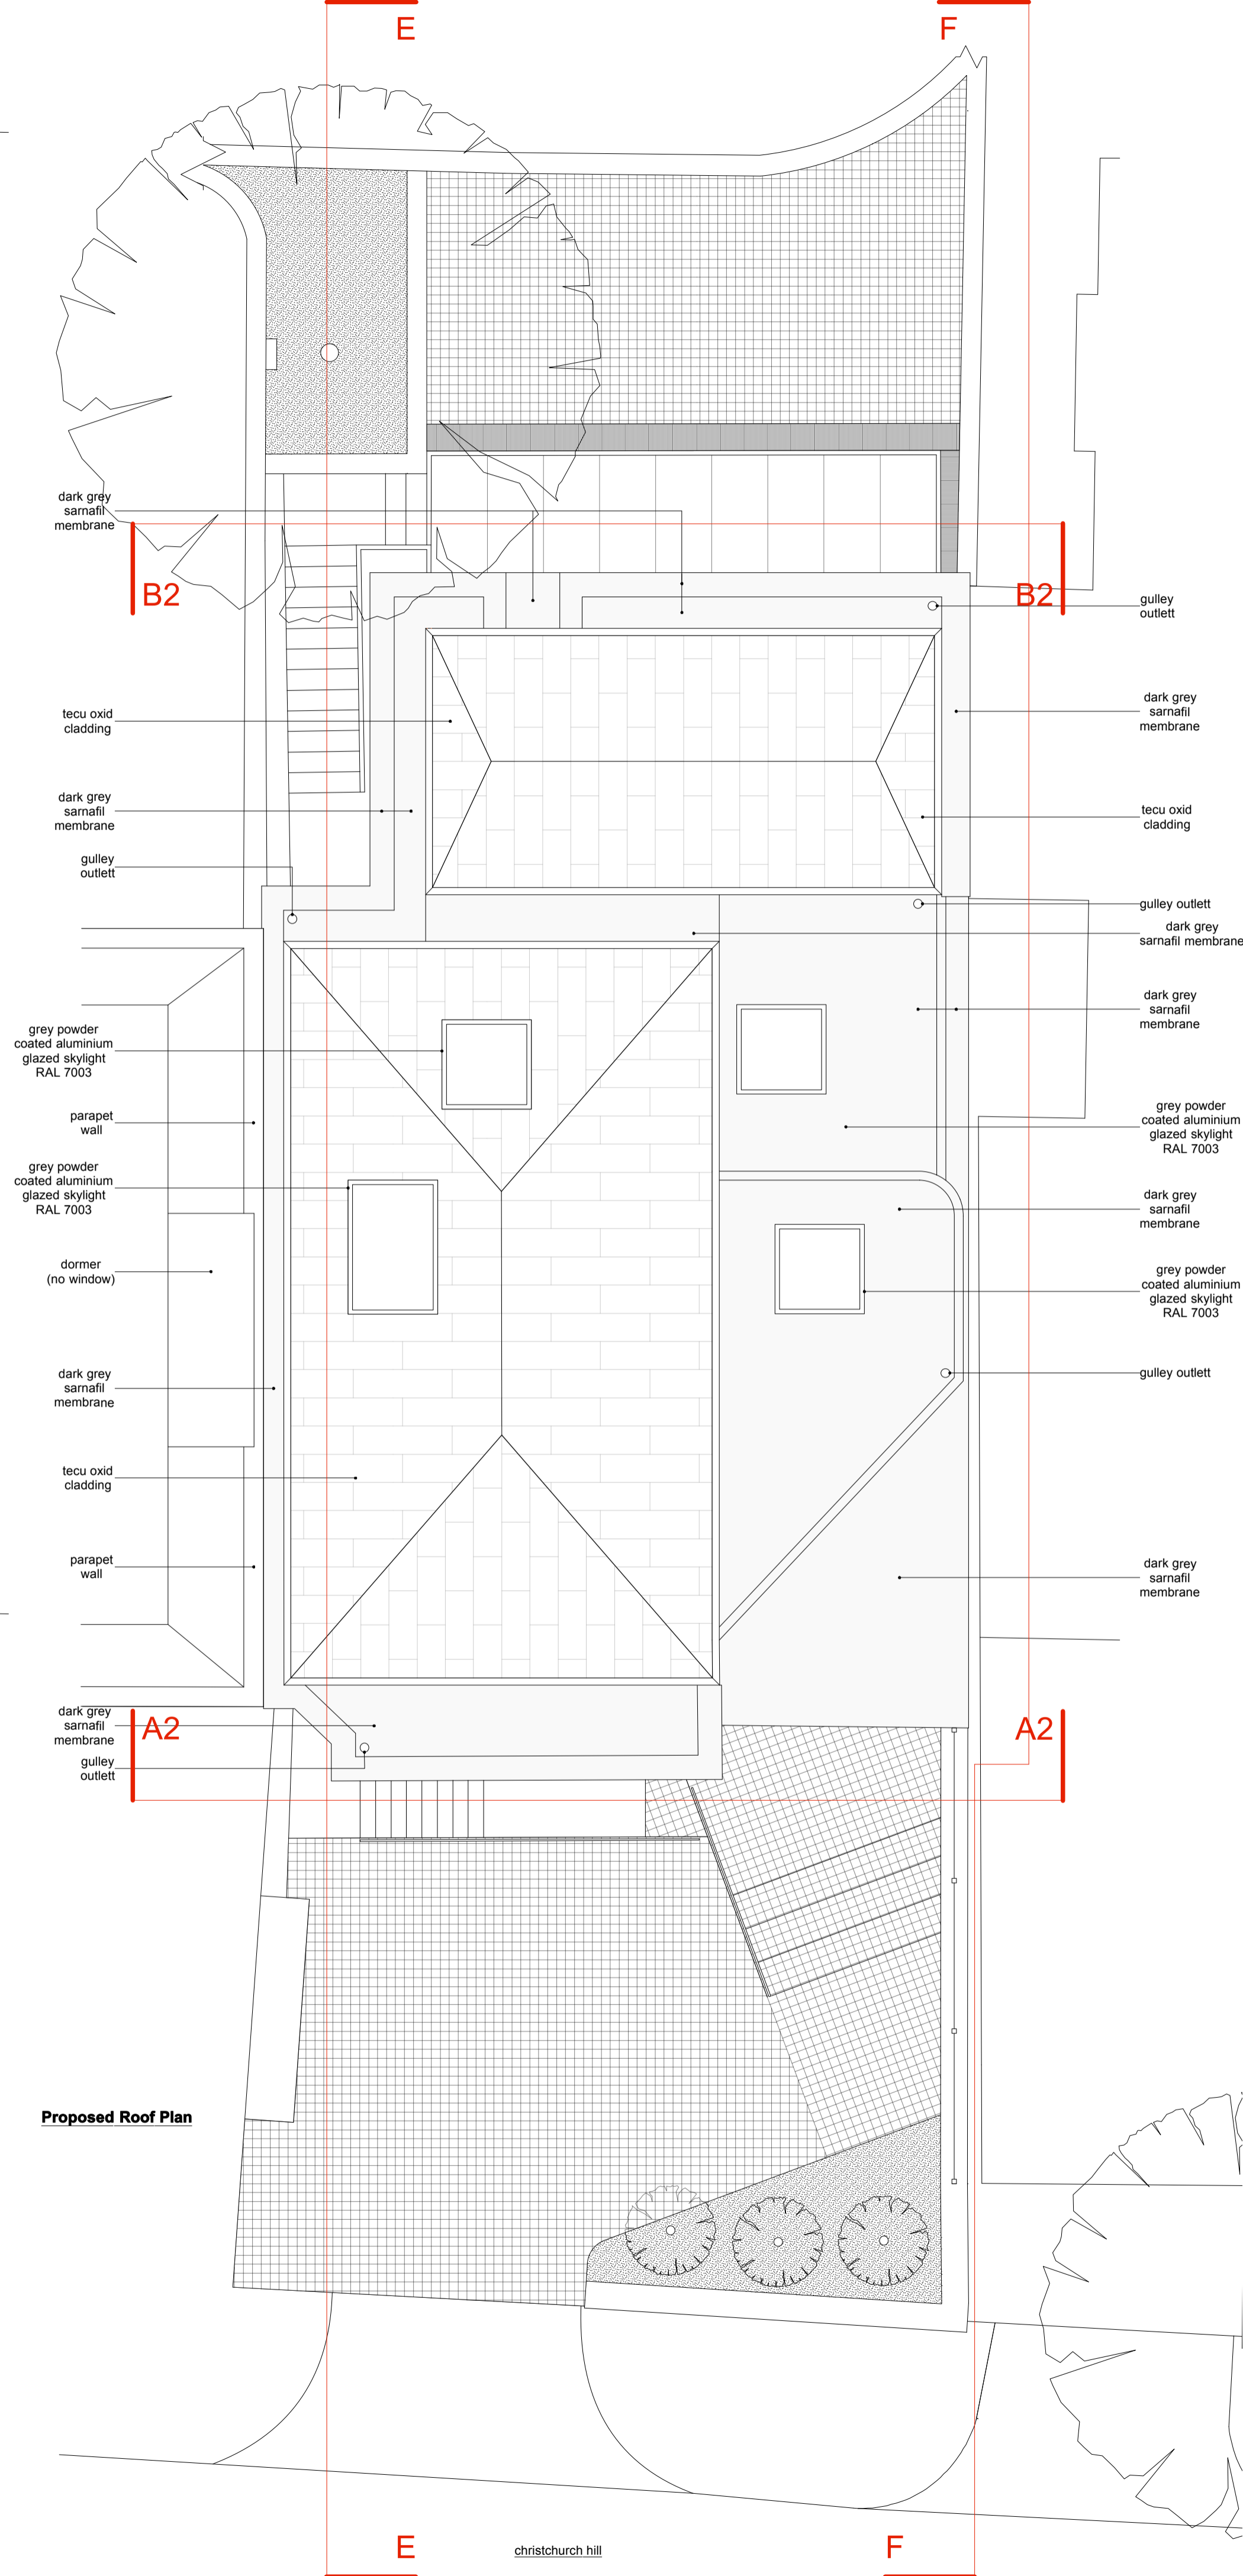 E
F
dark grey
sarnafil
membrane
B2
B2
gulley
outlett
tecu oxid
cladding
dark grey
sarnafil
membrane
dark grey
sarnafil
membrane
tecu oxid
cladding
gulley
outlett
gulley outlett
dark grey
sarnafil membrane
dark grey
sarnafil
membrane
grey powder
coated aluminium
glazed skylight
RAL 7003
parapet
wall
grey powder
coated aluminium
glazed skylight
RAL 7003
grey powder
coated aluminium
glazed skylight
RAL 7003
dark grey
sarnafil
membrane
dormer
(no window)
grey powder
coated aluminium
glazed skylight
RAL 7003
dark grey
sarnafil
membrane
gulley outlett
tecu oxid
cladding
parapet
wall
dark grey
sarnafil
membrane
dark grey
sarnafil
membrane
A2
A2
gulley
outlett
Proposed Roof Plan
E
F
christchurch hill